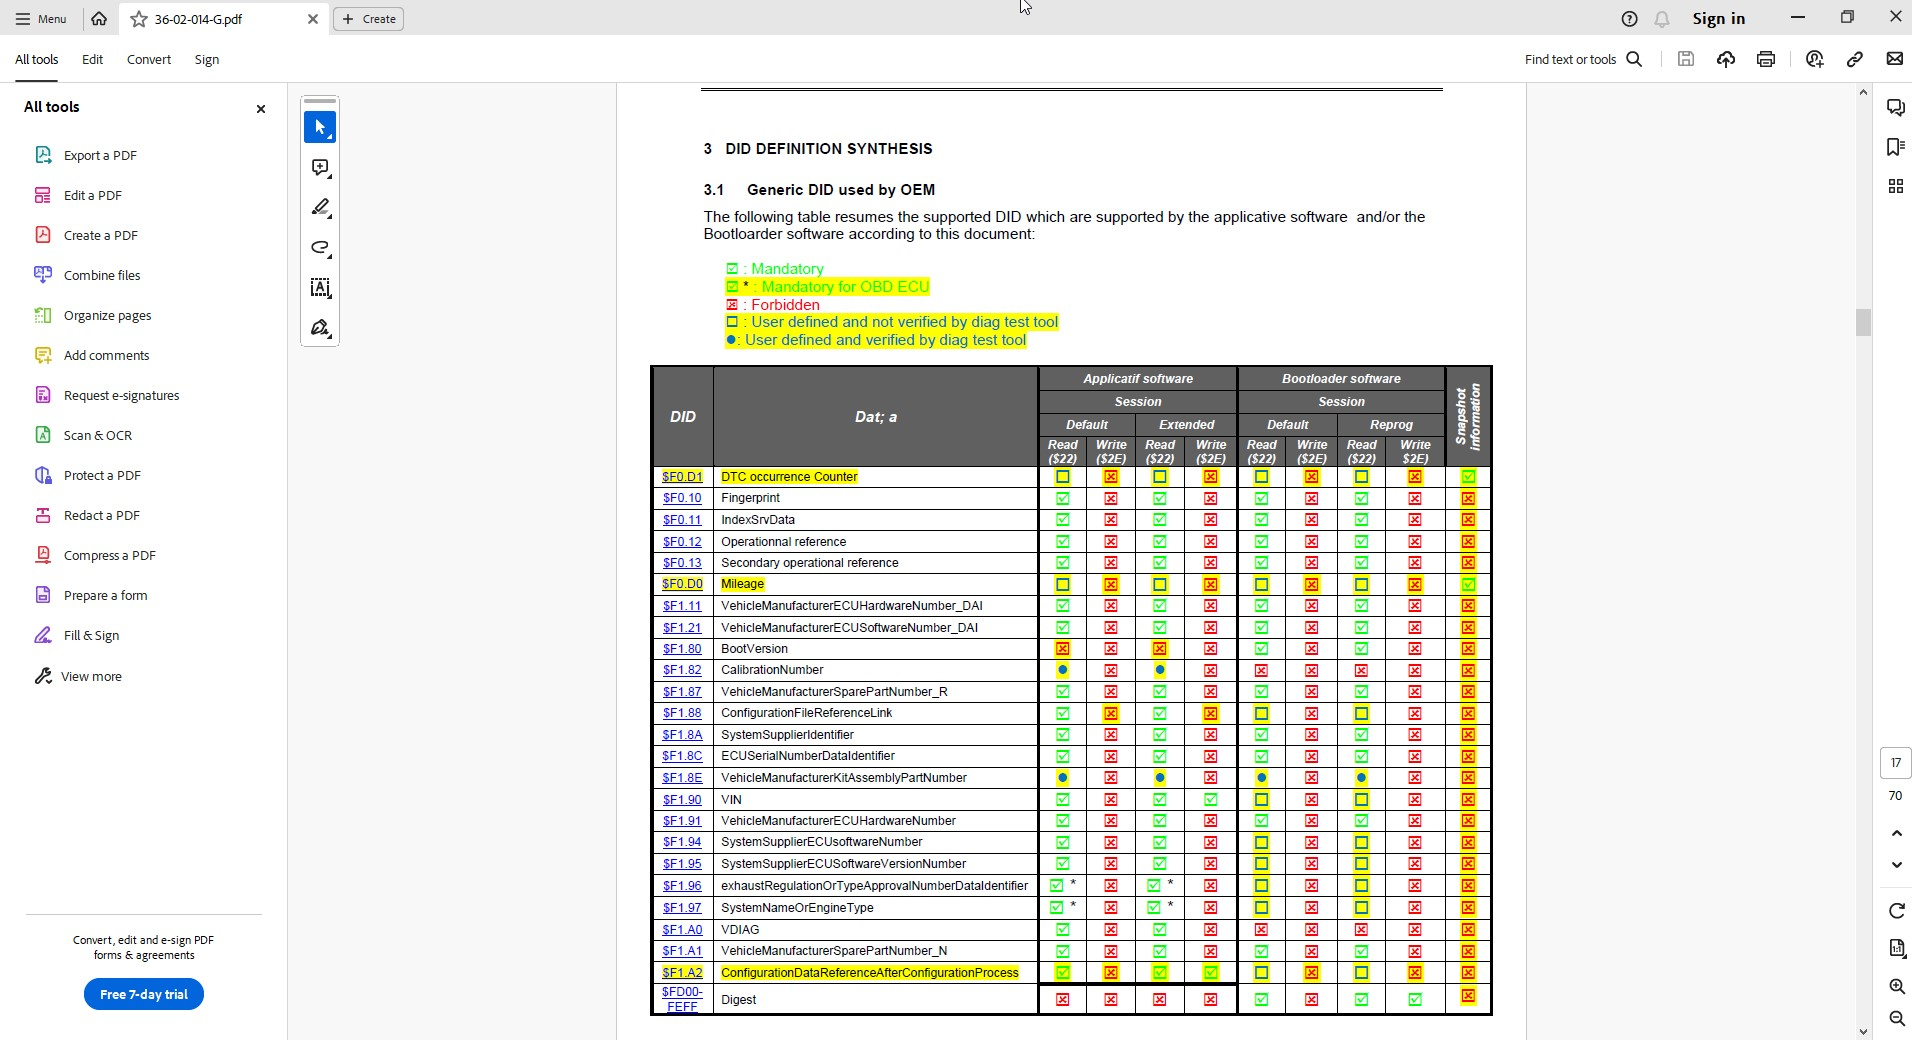 Menu
36-02-014-G.pdf
Create
Sign in
All tools
Edit
Convert
Sign
Find text or tools
All tools
Export a PDF
Edit a PDF
Create a PDF
Combine files
Organize pages
Add comments
Request e-signatures
Scan & OCR
Protect a PDF
Redact a PDF
Compress a PDF
Prepare a form
Fill & Sign
View more
Convert, edit and e-sign PDF
forms & agreements
Free 7-day trial
3 DID DEFINITION SYNTHESIS
3.1 Generic DID used by OEM
The following table resumes the supported DID which are supported by the applicative software and/or the
Bootloarder software according to this document:
: Mandatory
* : Mandatory for OBD ECU
: Forbidden
: User defined and not verified by diag test tool
: User defined and verified by diag test tool
DID Dat; a Applicatif software Bootloader software Snapshot information
Session Session
Default Extended Default Reprog
Read ($22) Write ($2E) Read ($22) Write ($2E) Read ($22) Write ($2E) Read ($22) Write $2E)
$F0.D1 DTC occurrence Counter
$F0.10 Fingerprint
$F0.11 IndexSrvData
$F0.12 Operationnal reference
$F0.13 Secondary operational reference
$F0.D0 Mileage
$F1.11 VehicleManufacturerECUHardwareNumber_DAI
$F1.21 VehicleManufacturerECUSoftwareNumber_DAI
$F1.80 BootVersion
$F1.82 CalibrationNumber
$F1.87 VehicleManufacturerSparePartNumber_R
$F1.88 ConfigurationFileReferenceLink
$F1.8A SystemSupplierIdentifier
$F1.8C ECUSerialNumberDataIdentifier
$F1.8E VehicleManufacturerKitAssemblyPartNumber
$F1.90 VIN
$F1.91 VehicleManufacturerECUHardwareNumber
$F1.94 SystemSupplierECUsoftwareNumber
$F1.95 SystemSupplierECUSoftwareVersionNumber
$F1.96 exhaustRegulationOrTypeApprovalNumberDataIdentifier * *
$F1.97 SystemNameOrEngineType * *
$F1.A0 VDIAG
$F1.A1 VehicleManufacturerSparePartNumber_N
$F1.A2 ConfigurationDataReferenceAfterConfigurationProcess
$FD00-
FEFF Digest
17
70